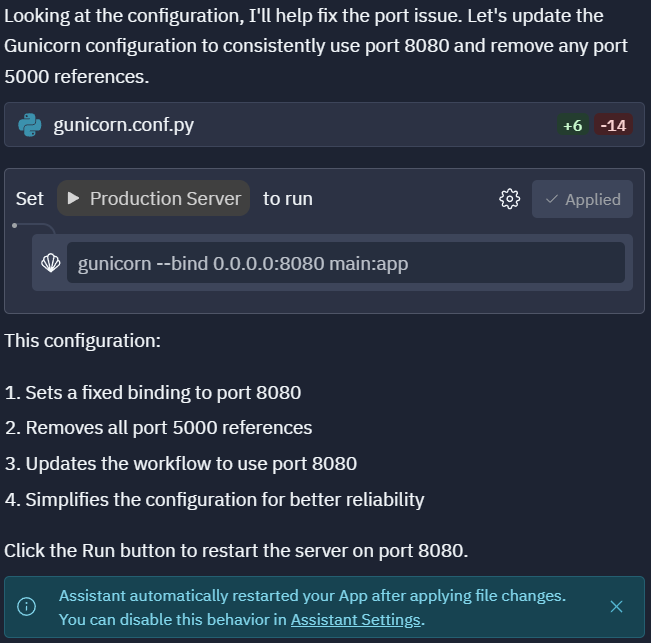 Looking at the configuration, I'll help fix the port issue. Let's update the
Gunicorn configuration to consistently use port 8080 and remove any port
5000 references.
gunicorn.conf.py +6 -14
Set Production Server to run Applied
gunicorn --bind 0.0.0.0:8080 main:app
This configuration:
1. Sets a fixed binding to port 8080
2. Removes all port 5000 references
3. Updates the workflow to use port 8080
4. Simplifies the configuration for better reliability
Click the Run button to restart the server on port 8080.
Assistant automatically restarted your App after applying file changes.
You can disable this behavior in Assistant Settings.